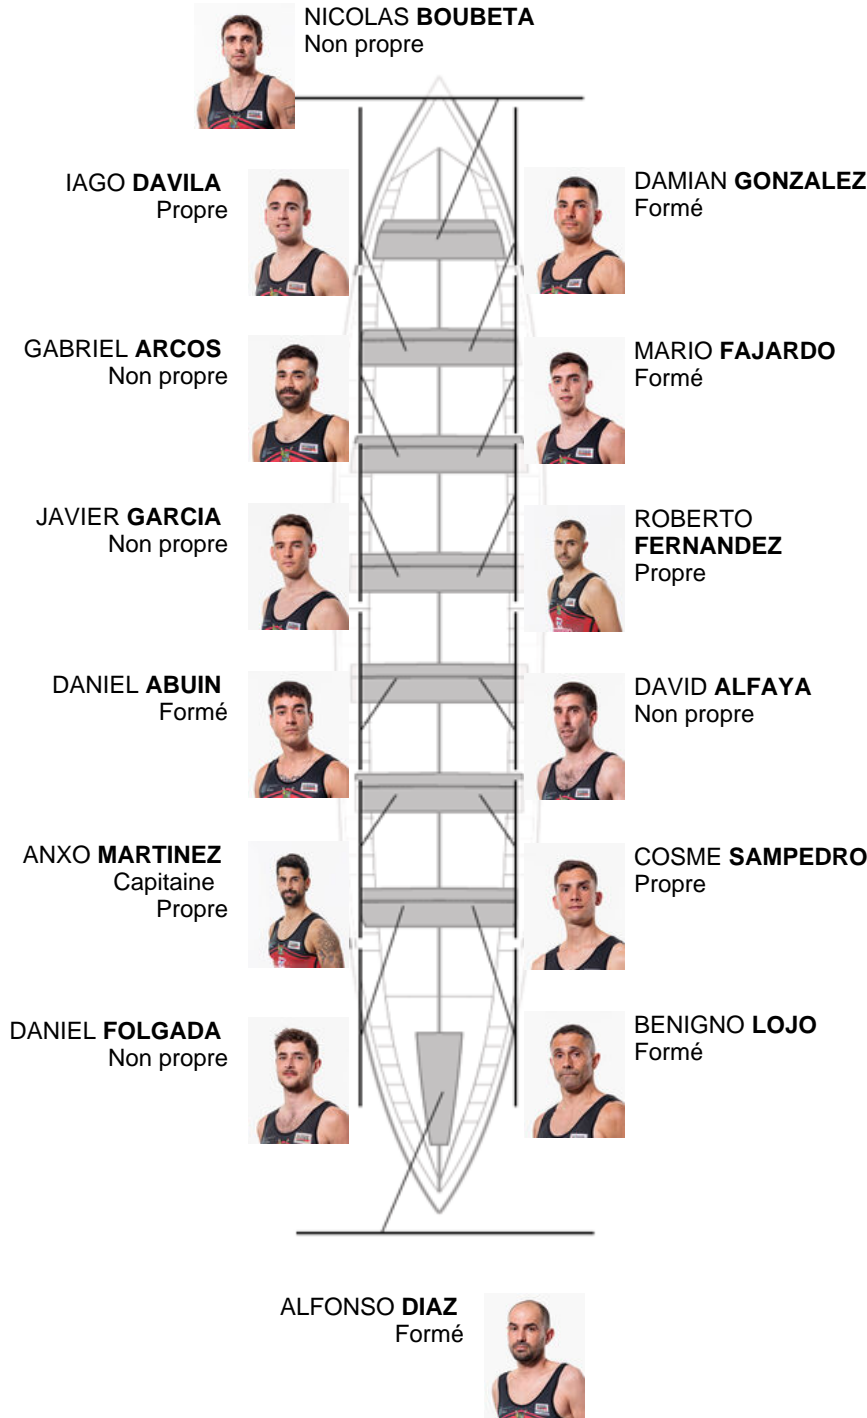 NICOLAS BOUBETA
Non propre
IAGO DAVILA
Propre
DAMIAN GONZALEZ
Formé
GABRIEL ARCOS
Non propre
MARIO FAJARDO
Formé
JAVIER GARCIA
Non propre
ROBERTO
FERNANDEZ
Propre
DANIEL ABUIN
Formé
DAVID ALFAYA
Non propre
ANXO MARTINEZ
Capitaine
Propre
COSME SAMPEDRO
Propre
DANIEL FOLGADA
Non propre
BENIGNO LOJO
Formé
ALFONSO DIAZ
Formé